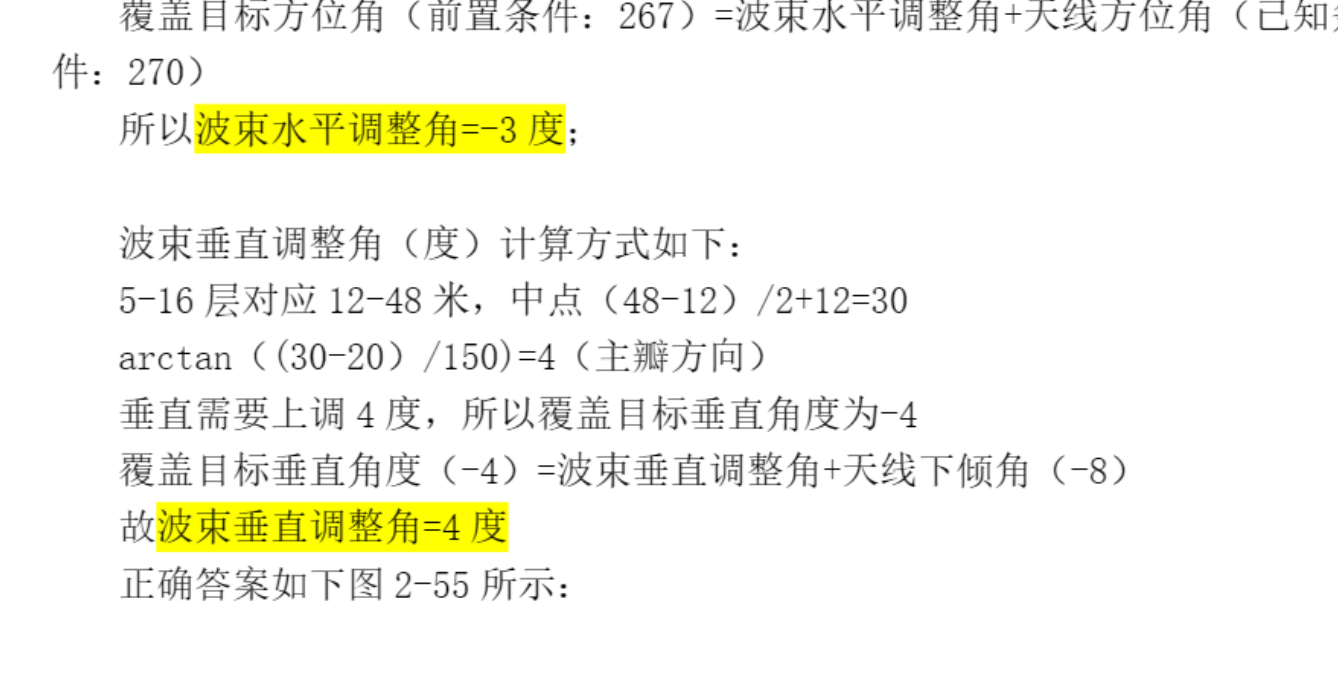 覆盖目标方位角（前置条件：267）=波束水平调整角+天线方位角（已知
件：270）
所以波束水平调整角=-3 度；
波束垂直调整角（度）计算方式如下：
5-16 层对应 12-48 米，中点（48-12）/2+12=30
arctan（(30-20）/150)=4（主瓣方向）
垂直需要上调 4 度，所以覆盖目标垂直角度为-4
覆盖目标垂直角度（-4）=波束垂直调整角+天线下倾角（-8）
故波束垂直调整角=4 度
正确答案如下图 2-55 所示：